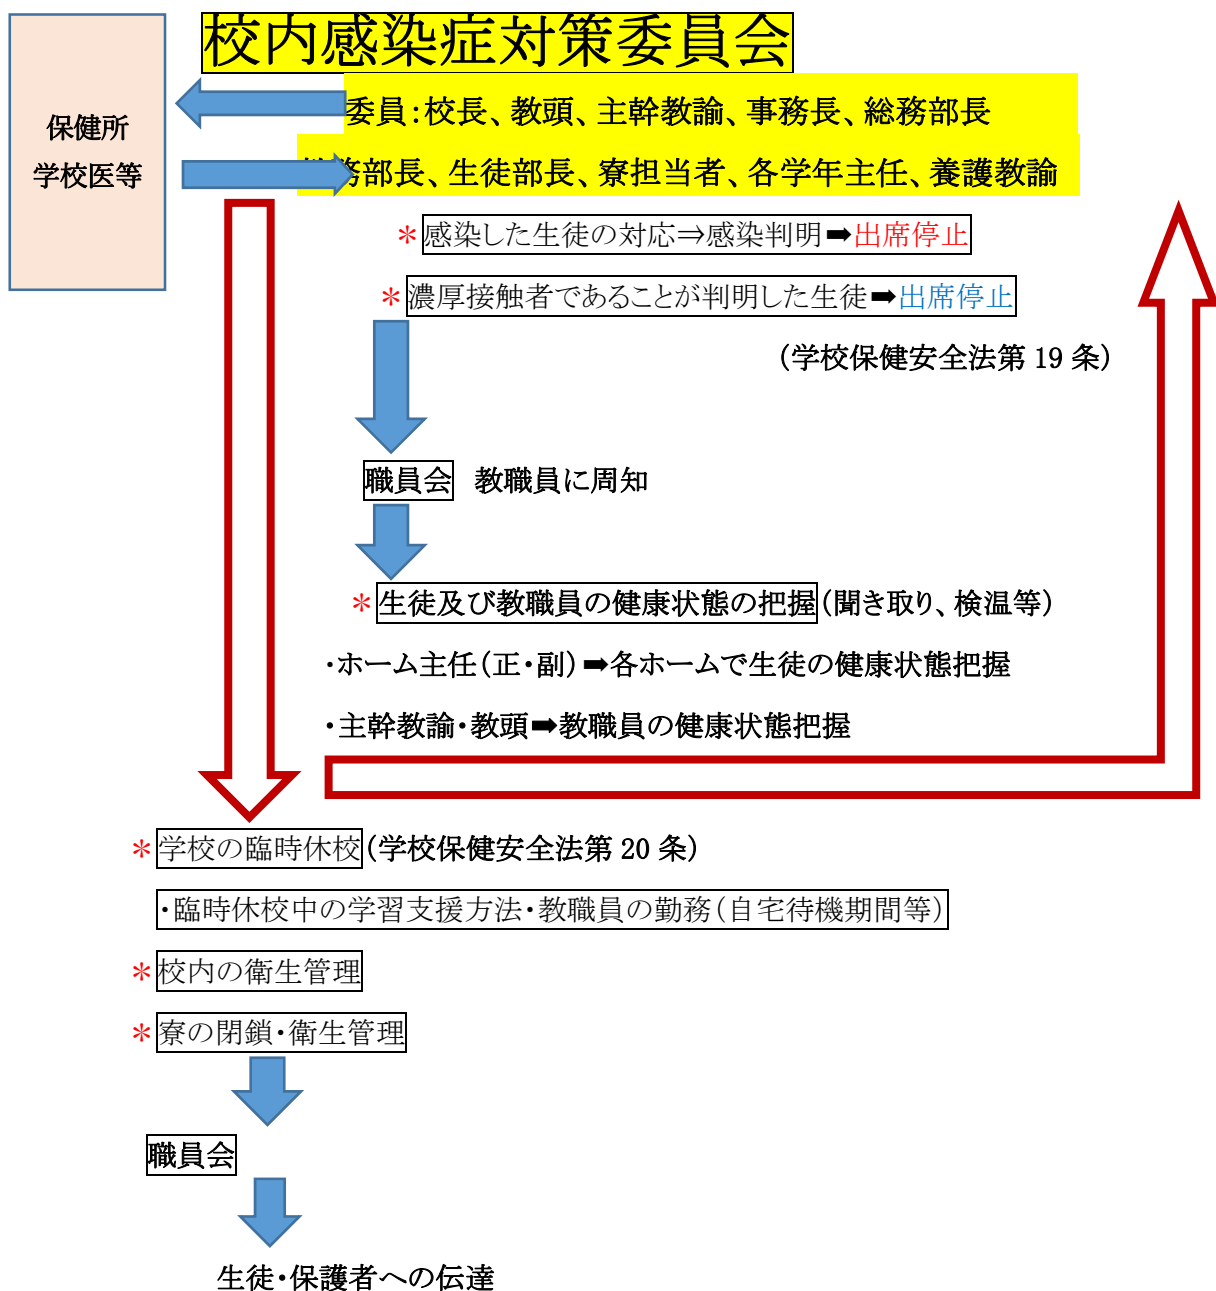 校内感染症対策委員会
保健所
学校医等
委員：校長、教頭、主幹教諭、事務長、総務部長
務部長、生徒部長、寮担当者、各学年主任、養護教諭
＊感染した生徒の対応⇒感染判明➡出席停止
＊濃厚接触者であることが判明した生徒➡出席停止
（学校保健安全法第 19 条）
職員会 教職員に周知
＊生徒及び教職員の健康状態の把握（聞き取り、検温等）
・ホーム主任（正・副）➡各ホームで生徒の健康状態把握
・主幹教諭・教頭➡教職員の健康状態把握
＊学校の臨時休校（学校保健安全法第 20 条）
・臨時休校中の学習支援方法・教職員の勤務（自宅待機期間等）
＊校内の衛生管理
＊寮の閉鎖・衛生管理
職員会
生徒・保護者への伝達